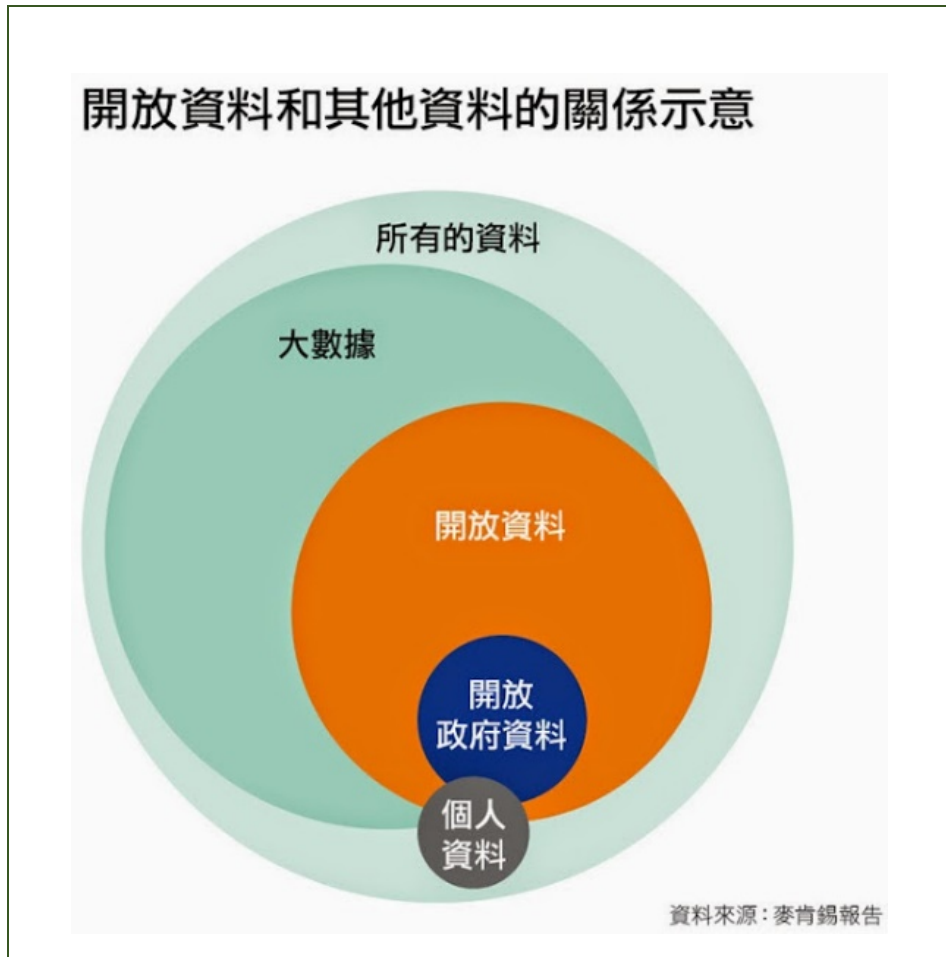 開放資料和其他資料的關係示意
所有的資料
大數據
開放資料
開放
政府資料
個人
資料
資料來源：麥肯錫報告